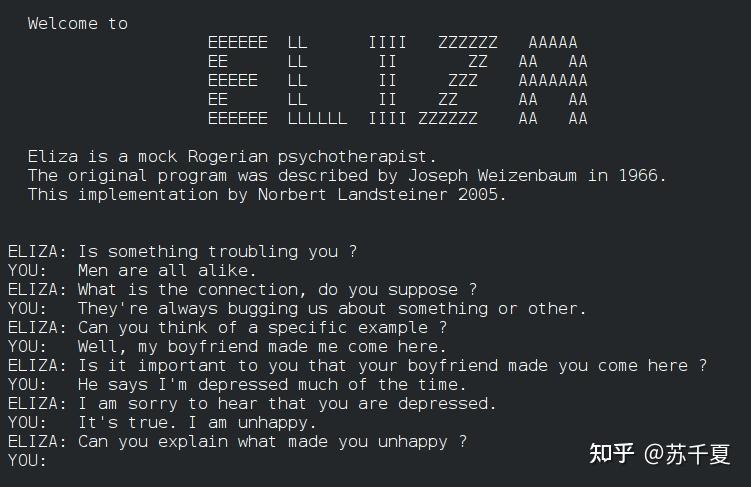 Welcome to
EEEEEE LL IIII ZZZZZZ AAAAA
EE LL II ZZ AA AA
EEEEE LL II ZZZ AAAAAAA
EE LL II ZZ AA AA
EEEEEE LLLLLL IIII ZZZZZZ AA AA
Eliza is a mock Rogerian psychotherapist.
The original program was described by Joseph Weizenbaum in 1966.
This implementation by Norbert Landsteiner 2005.
ELIZA: Is something troubling you ?
YOU: Men are all alike.
ELIZA: What is the connection, do you suppose ?
YOU: They're always bugging us about something or other.
ELIZA: Can you think of a specific example ?
YOU: Well, my boyfriend made me come here.
ELIZA: Is it important to you that your boyfriend made you come here ?
YOU: He says I'm depressed much of the time.
ELIZA: I am sorry to hear that you are depressed.
YOU: It's true. I am unhappy.
ELIZA: Can you explain what made you unhappy ?
YOU:
知乎 @苏千夏